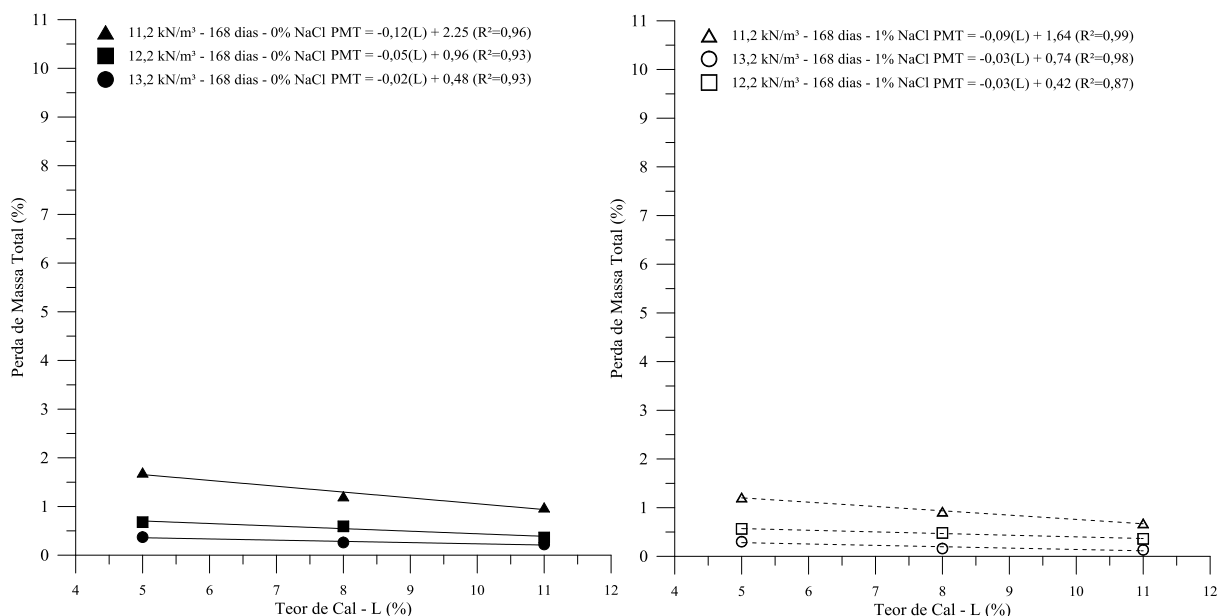 11,2 kN/m³ - 168 dias - 0% NaCl PMT = -0,12(L) + 2.25 (R²=0,96)
12,2 kN/m³ - 168 dias - 0% NaCl PMT = -0,05(L) + 0,96 (R²=0,93)
13,2 kN/m³ - 168 dias - 0% NaCl PMT = -0,02(L) + 0,48 (R²=0,93)
Perda de Massa Total (%)
11
10
9
8
7
6
5
4
3
2
1
0
4 5 6 7 8 9 10 11 12
Teor de Cal - L (%)
11,2 kN/m³ - 168 dias - 1% NaCl PMT = -0,09(L) + 1,64 (R²=0,99)
13,2 kN/m³ - 168 dias - 1% NaCl PMT = -0,03(L) + 0,74 (R²=0,98)
12,2 kN/m³ - 168 dias - 1% NaCl PMT = -0,03(L) + 0,42 (R²=0,87)
Perda de Massa Total (%)
11
10
9
8
7
6
5
4
3
2
1
0
4 5 6 7 8 9 10 11 12
Teor de Cal - L (%)